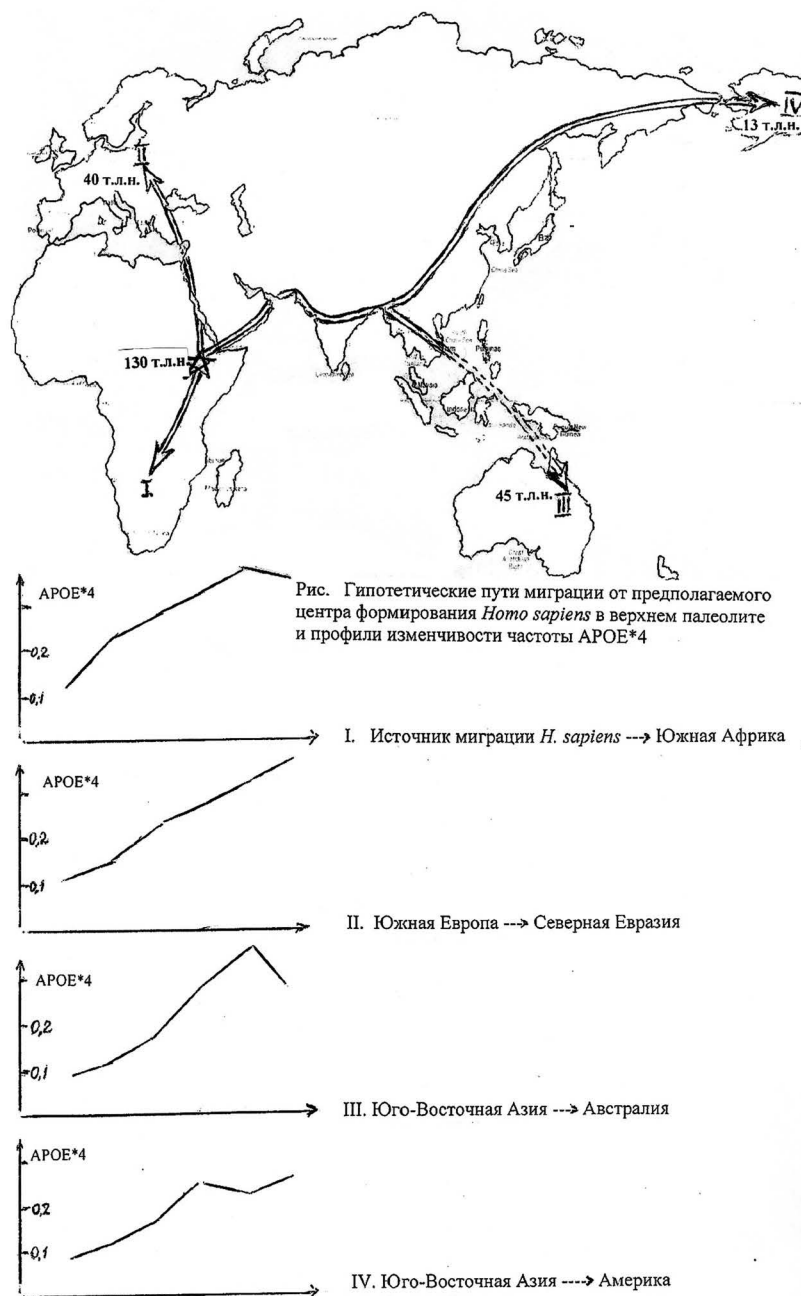 IV
13 т.л.н.
II
40 т.л.н.
130 т.л.н.
I
45 т.л.н.
III
APOE*4
0,2
0,1
Рис. Гипотетические пути миграции от предполагаемого
центра формирования Homo sapiens в верхнем палеолите
и профили изменчивости частоты APOE*4
I. Источник миграции H. sapiens ---> Южная Африка
APOE*4
0,2
0,1
II. Южная Европа ---> Северная Евразия
APOE*4
0,2
0,1
III. Юго-Восточная Азия ---> Австралия
APOE*4
0,2
0,1
IV. Юго-Восточная Азия ----> Америка